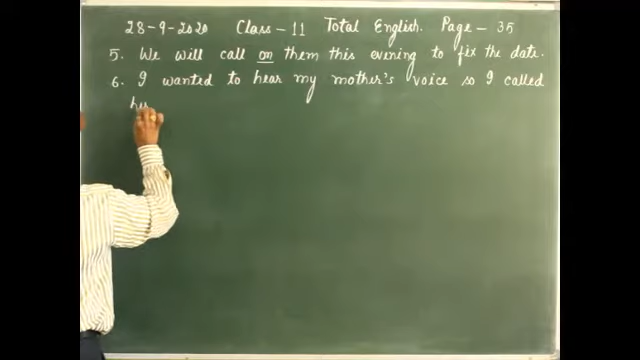 28-9-2020 Class-11 Total English. Page-35
5. We will call on them this evening to fix the date.
6. I wanted to hear my mother's voice so I called